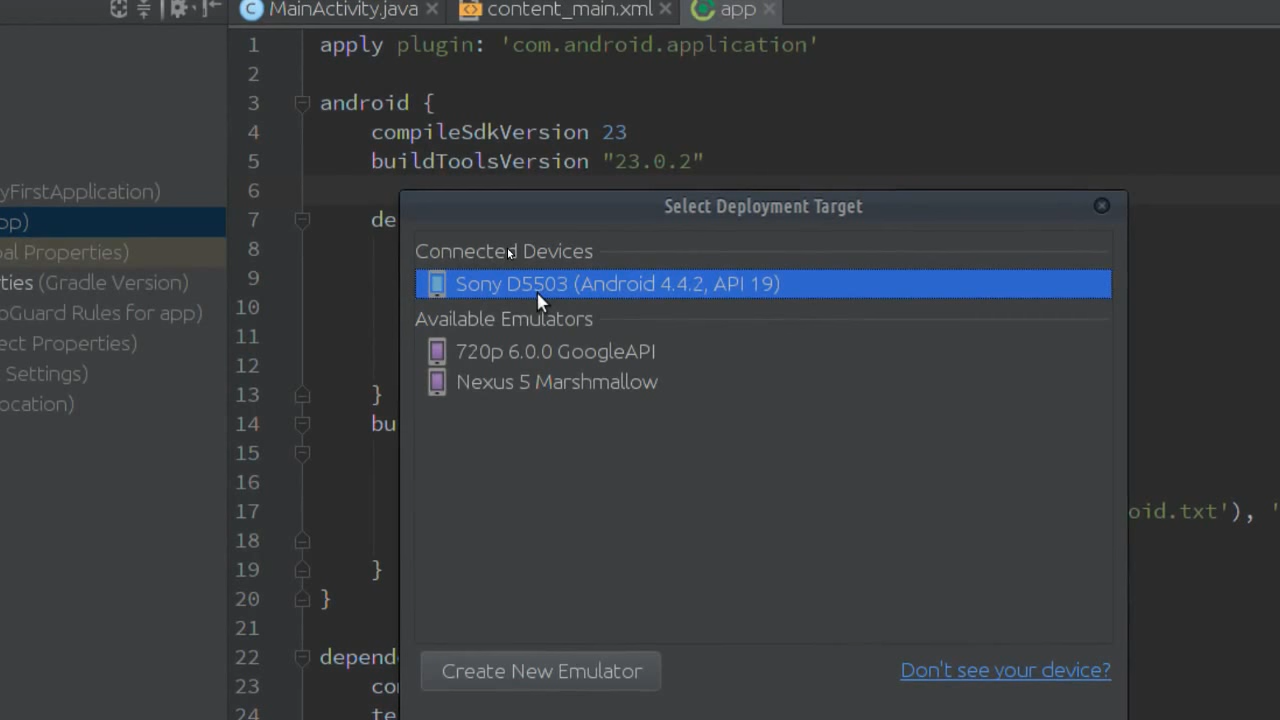 MainActivity.java
content_main.xml
app
1 apply plugin: 'com.android.application'
2
3 android {
4 compileSdkVersion 23
5 buildToolsVersion "23.0.2"
6
7 de
8
9
10
11
12
13 }
14 bu
15
16
17 oid.txt'), '
18
19 }
20 }
21
22 depend
23 co
24 te
yFirstApplication)
pp)
al Properties)
ties (Gradle Version)
oGuard Rules for app)
ect Properties)
Settings)
ocation)
Select Deployment Target
Connected Devices
Sony D5503 (Android 4.4.2, API 19)
Available Emulators
720p 6.0.0 GoogleAPI
Nexus 5 Marshmallow
Create New Emulator
Don't see your device?